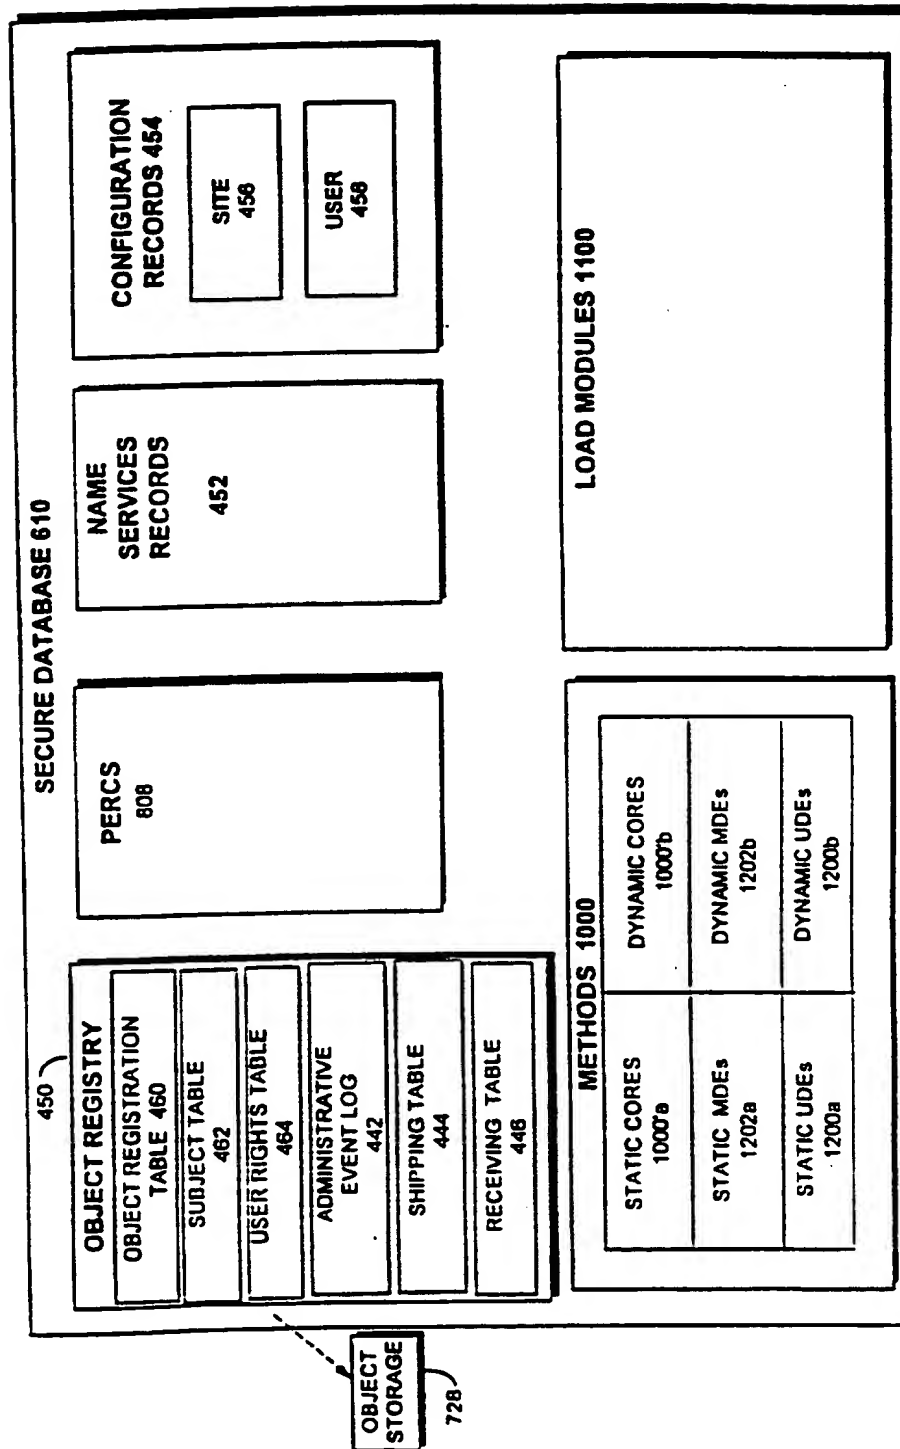 SECURE DATABASE 610
450
OBJECT REGISTRY
OBJECT REGISTRATION
TABLE 460
SUBJECT TABLE
462
USER RIGHTS TABLE
464
ADMINISTRATIVE
EVENT LOG
442
SHIPPING TABLE
444
RECEIVING TABLE
446
OBJECT
STORAGE
728
PERCS
808
NAME
SERVICES
RECORDS
452
CONFIGURATION
RECORDS 454
SITE
456
USER
458
METHODS 1000
STATIC CORES
1000'a
DYNAMIC CORES
1000'b
STATIC MDEs
1202a
DYNAMIC MDEs
1202b
STATIC UDEs
1200a
DYNAMIC UDEs
1200b
LOAD MODULES 1100